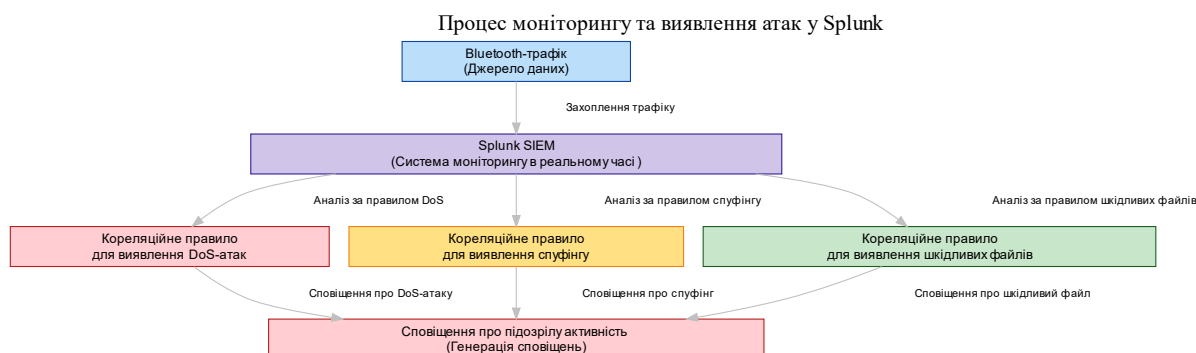 Процес моніторингу та виявлення атак у Splunk
Bluetooth-трафік
(Джерело даних)
Захоплення трафіку
Splunk SIEM
(Система моніторингу в реальному часі )
Аналіз за правилом DoS
Аналіз за правилом спуфінгу
Аналіз за правилом шкідливих файлів
Кореляційне правило
для виявлення DoS-атак
Кореляційне правило
для виявлення спуфінгу
Кореляційне правило
для виявлення шкідливих файлів
Сповіщення про DoS-атаку
Сповіщення про спуфінг
Сповіщення про шкідливий файл
Сповіщення про підозрілу активність
(Генерація сповіщень)